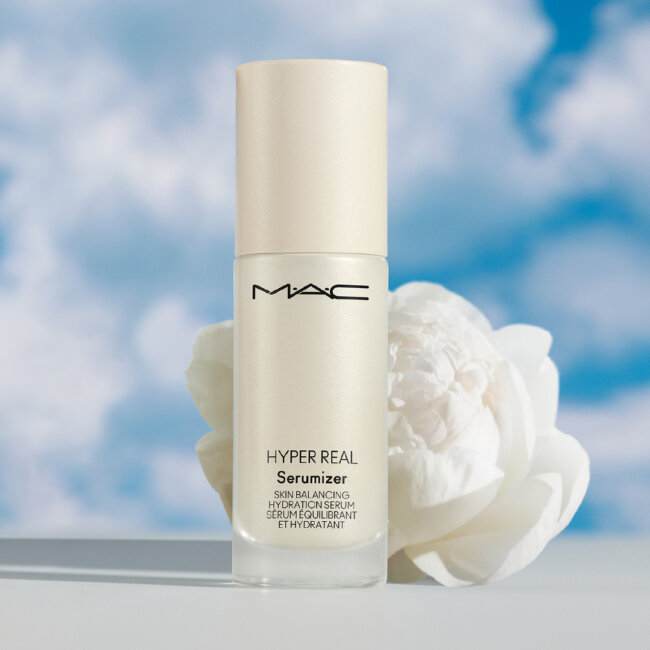 M·A·C
HYPER REAL
Serumizer
SKIN BALANCING
HYDRATION SERUM
SÉRUM ÉQUILIBRANT
ET HYDRATANT